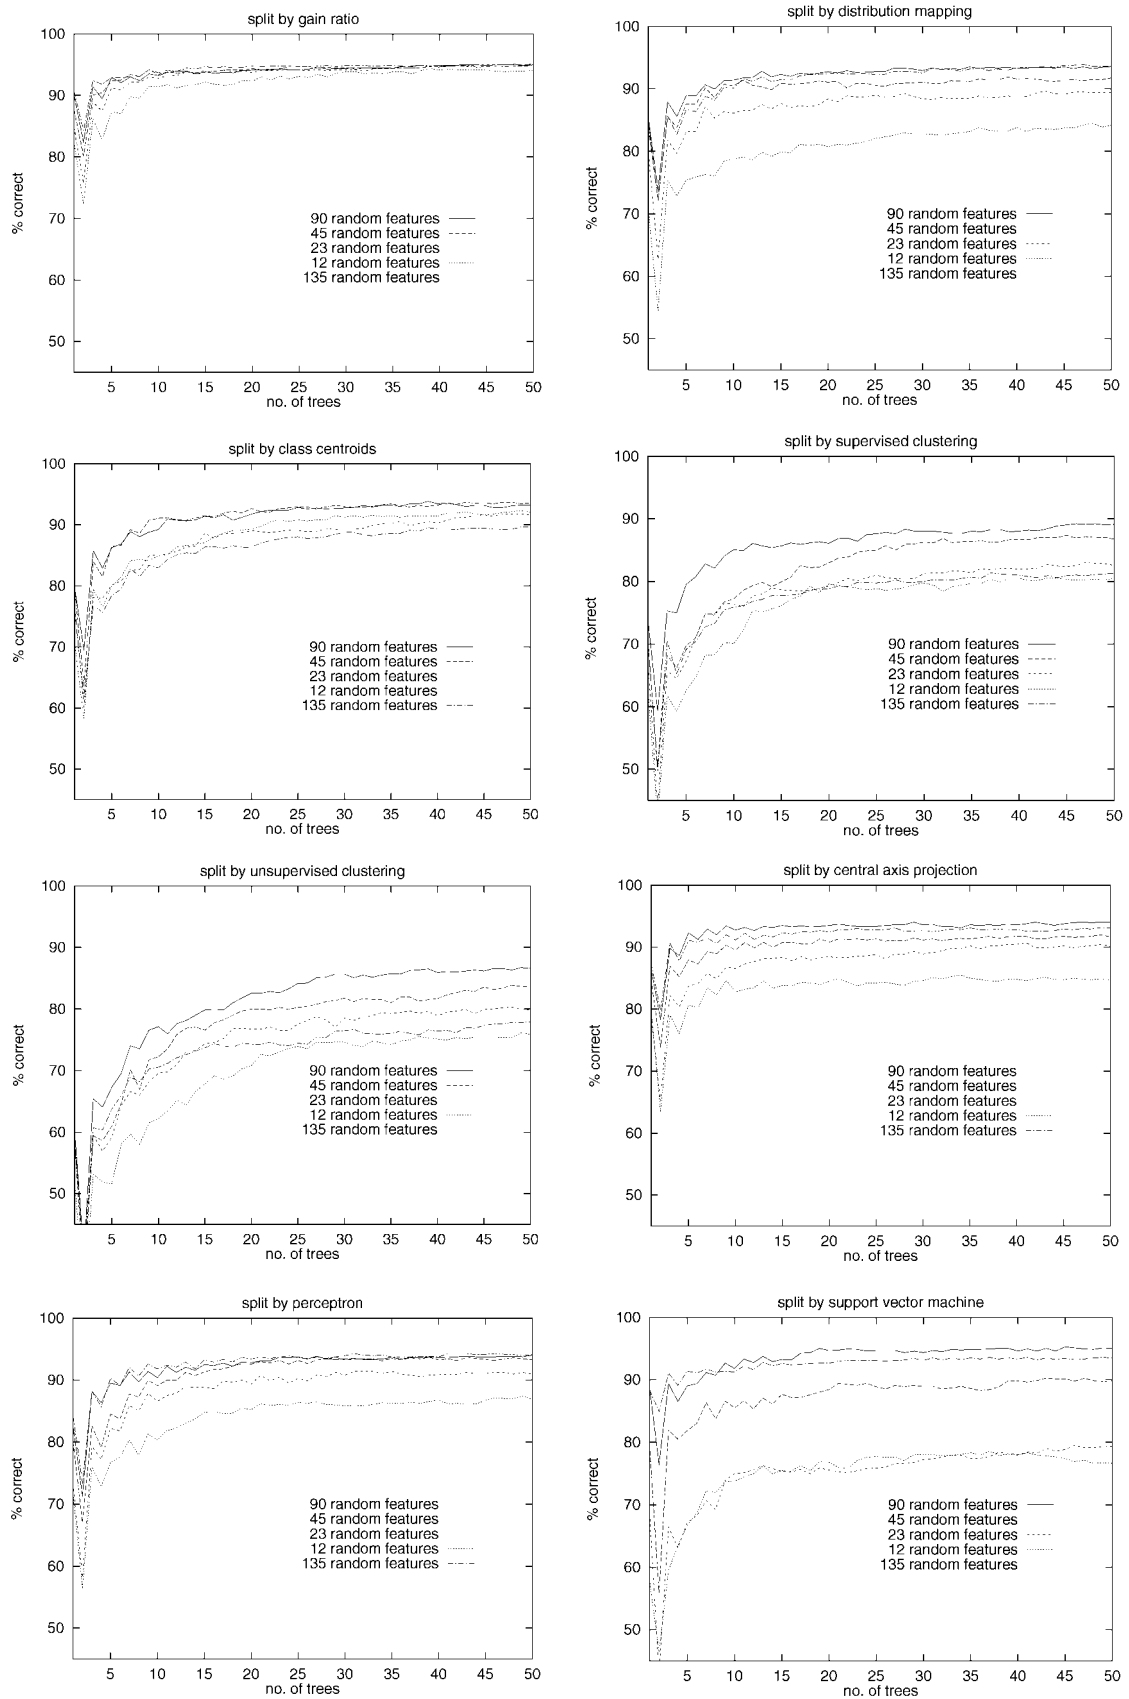 split by gain ratio
100
90
80
70
60
50
% correct
90 random features
45 random features
23 random features
12 random features
135 random features
5 10 15 20 25 30 35 40 45 50
no. of trees
split by distribution mapping
100
90
80
70
60
50
% correct
90 random features
45 random features
23 random features
12 random features
135 random features
5 10 15 20 25 30 35 40 45 50
no. of trees
split by class centroids
100
90
80
70
60
50
% correct
90 random features
45 random features
23 random features
12 random features
135 random features
5 10 15 20 25 30 35 40 45 50
no. of trees
split by supervised clustering
100
90
80
70
60
50
% correct
90 random features
45 random features
23 random features
12 random features
135 random features
5 10 15 20 25 30 35 40 45 50
no. of trees
split by unsupervised clustering
100
90
80
70
60
50
% correct
90 random features
45 random features
23 random features
12 random features
135 random features
5 10 15 20 25 30 35 40 45 50
no. of trees
split by central axis projection
100
90
80
70
60
50
% correct
90 random features
45 random features
23 random features
12 random features
135 random features
5 10 15 20 25 30 35 40 45 50
no. of trees
split by perceptron
100
90
80
70
60
50
% correct
90 random features
45 random features
23 random features
12 random features
135 random features
5 10 15 20 25 30 35 40 45 50
no. of trees
split by support vector machine
100
90
80
70
60
50
% correct
90 random features
45 random features
23 random features
12 random features
135 random features
5 10 15 20 25 30 35 40 45 50
no. of trees